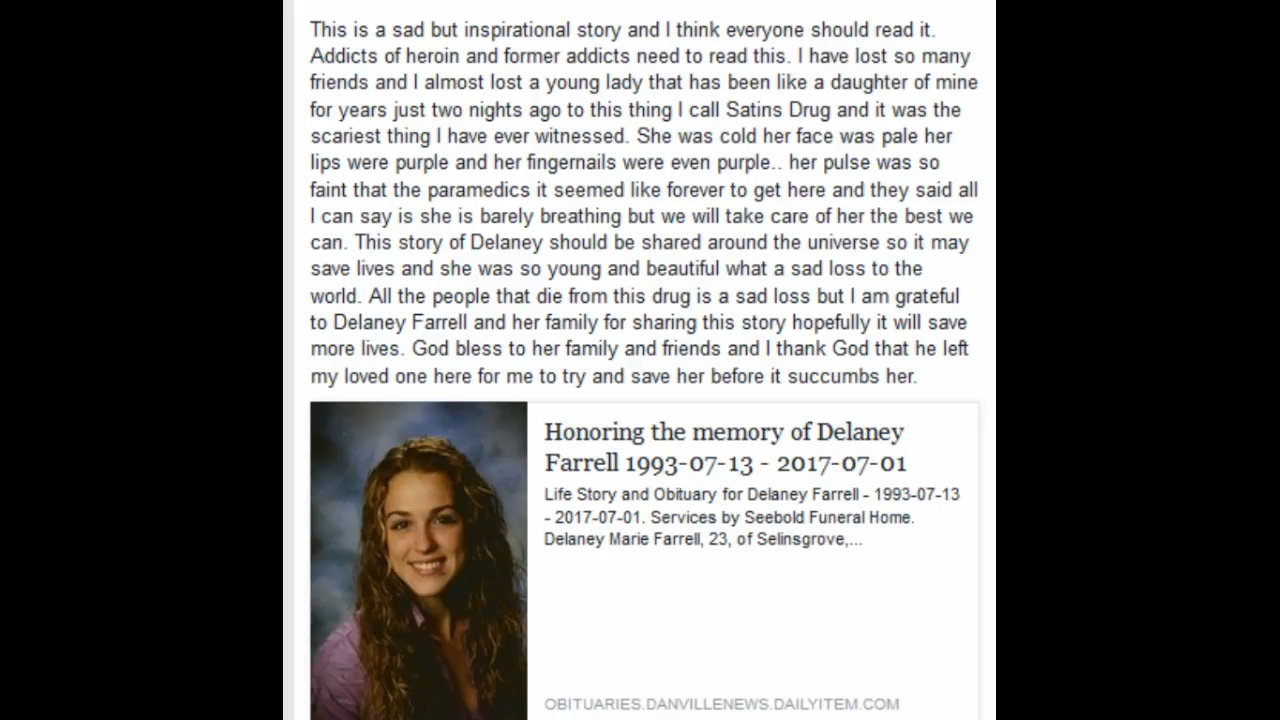 This is a sad but inspirational story and I think everyone should read it.
Addicts of heroin and former addicts need to read this. I have lost so many
friends and I almost lost a young lady that has been like a daughter of mine
for years just two nights ago to this thing I call Satins Drug and it was the
scariest thing I have ever witnessed. She was cold her face was pale her
lips were purple and her fingernails were even purple.. her pulse was so
faint that the paramedics it seemed like forever to get here and they said all
I can say is she is barely breathing but we will take care of her the best we
can. This story of Delaney should be shared around the universe so it may
save lives and she was so young and beautiful what a sad loss to the
world. All the people that die from this drug is a sad loss but I am grateful
to Delaney Farrell and her family for sharing this story hopefully it will save
more lives. God bless to her family and friends and I thank God that he left
my loved one here for me to try and save her before it succumbs her.
Honoring the memory of Delaney
Farrell 1993-07-13 - 2017-07-01
Life Story and Obituary for Delaney Farrell - 1993-07-13
- 2017-07-01. Services by Seebold Funeral Home.
Delaney Marie Farrell, 23, of Selinsgrove,...
OBITUARIES.DANVILLENEWS.DAILYITEM.COM